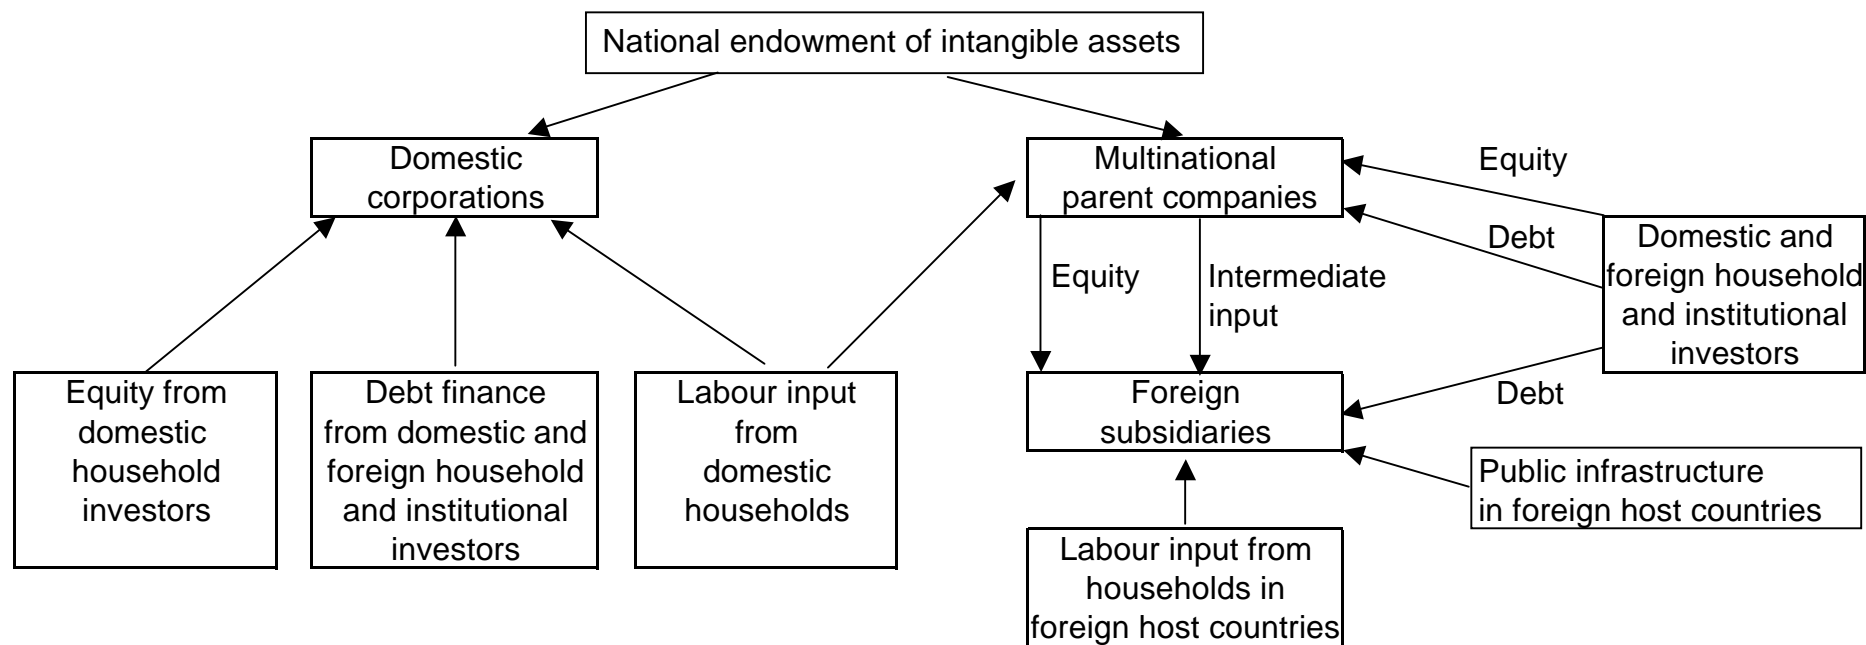 National endowment of intangible assets
Domestic
corporations
Multinational
parent companies
Equity
Debt
Domestic and
foreign household
and institutional
investors
Equity
Intermediate
input
Equity from
domestic
household
investors
Debt finance
from domestic and
foreign household
and institutional
investors
Labour input
from
domestic
households
Foreign
subsidiaries
Debt
Public infrastructure
in foreign host countries
Labour input from
households in
foreign host countries